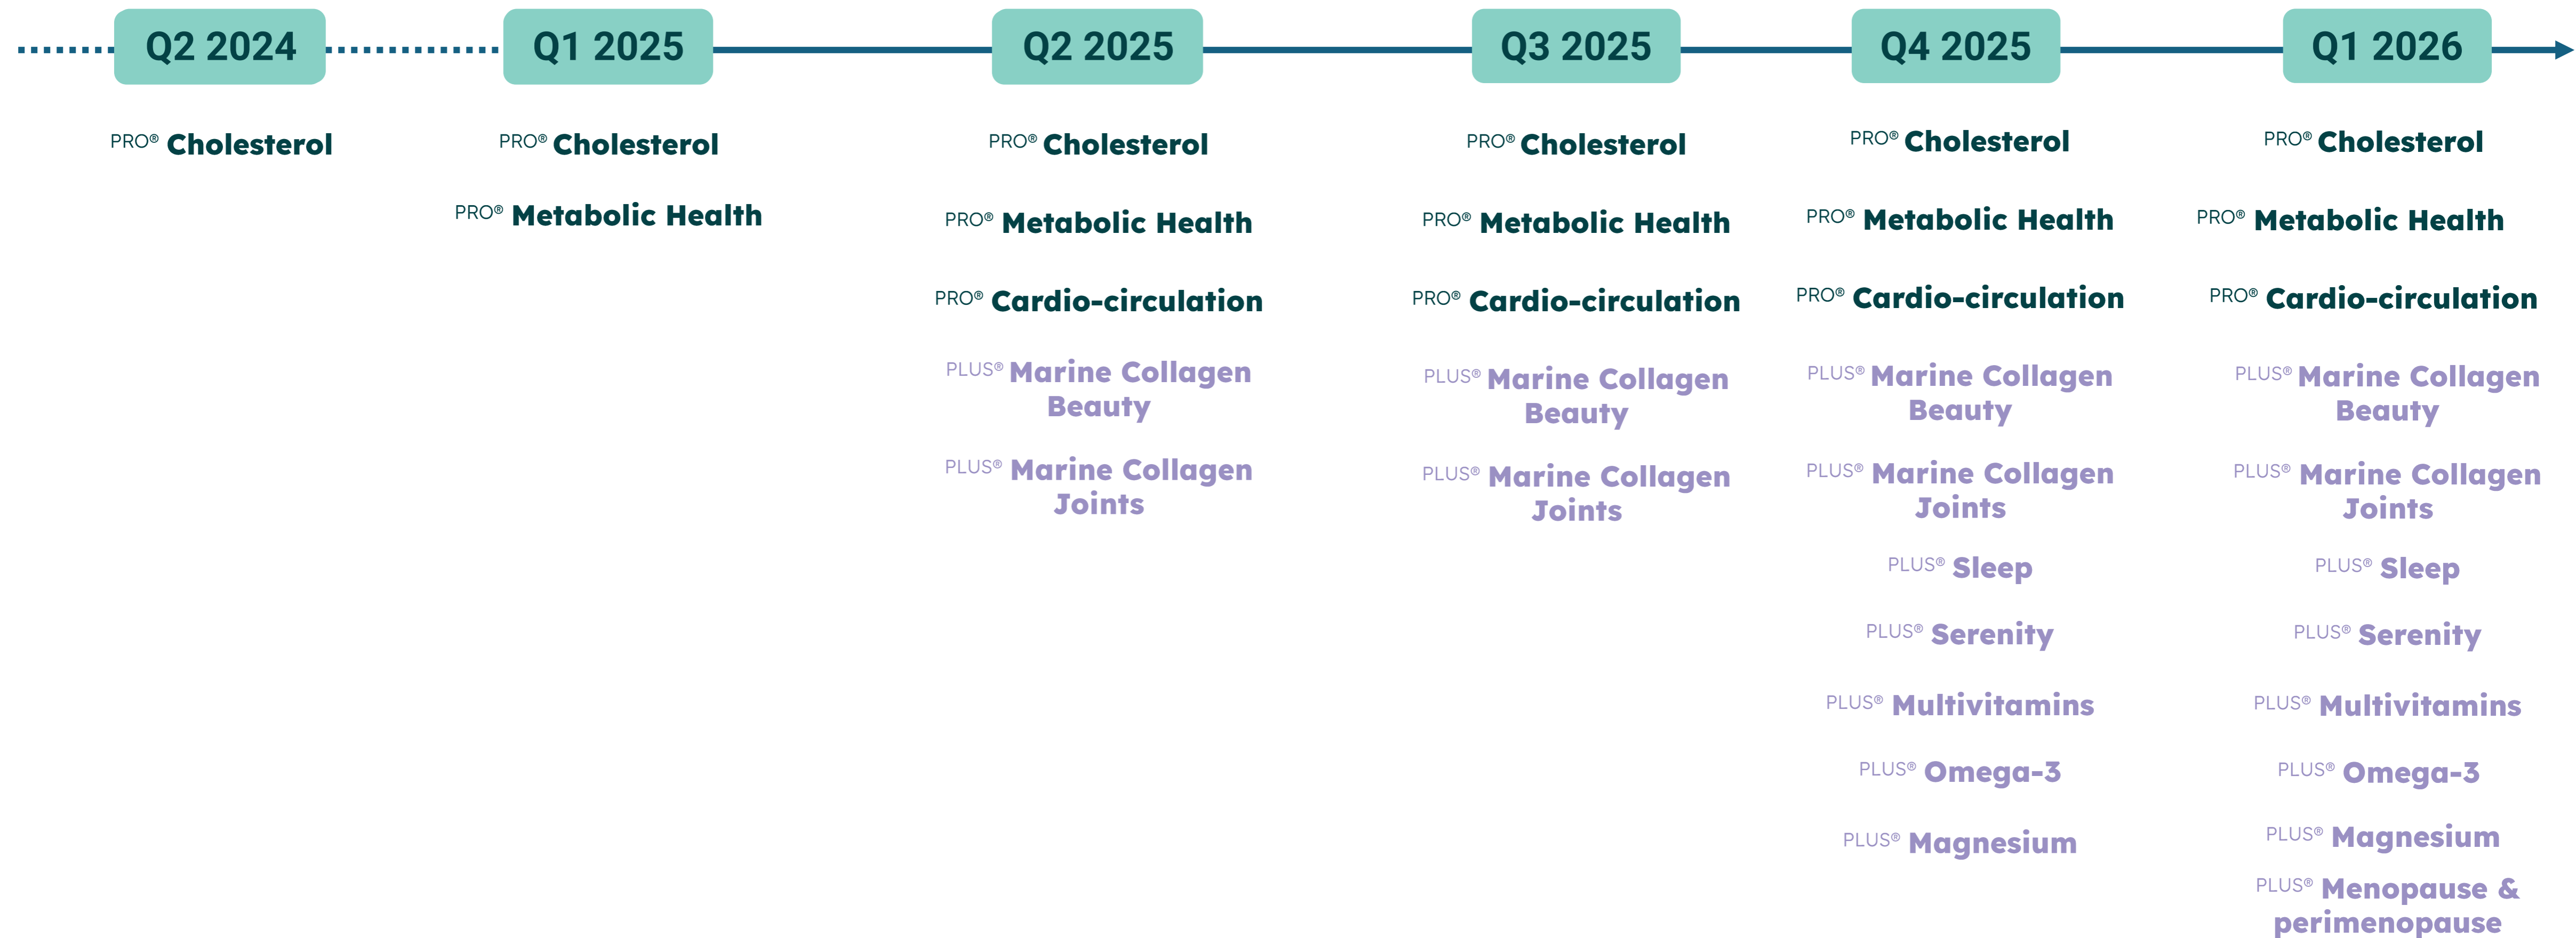 Q2 2024
PRO® Cholesterol
Q1 2025
PRO® Cholesterol
PRO® Metabolic Health
Q2 2025
PRO® Cholesterol
PRO® Metabolic Health
PRO® Cardio-circulation
PLUS® Marine Collagen
Beauty
PLUS® Marine Collagen
Joints
Q3 2025
PRO® Cholesterol
PRO® Metabolic Health
PRO® Cardio-circulation
PLUS® Marine Collagen
Beauty
PLUS® Marine Collagen
Joints
Q4 2025
PRO® Cholesterol
PRO® Metabolic Health
PRO® Cardio-circulation
PLUS® Marine Collagen
Beauty
PLUS® Marine Collagen
Joints
PLUS® Sleep
PLUS® Serenity
PLUS® Multivitamins
PLUS® Omega-3
PLUS® Magnesium
Q1 2026
PRO® Cholesterol
PRO® Metabolic Health
PRO® Cardio-circulation
PLUS® Marine Collagen
Beauty
PLUS® Marine Collagen
Joints
PLUS® Sleep
PLUS® Serenity
PLUS® Multivitamins
PLUS® Omega-3
PLUS® Magnesium
PLUS® Menopause &
perimenopause